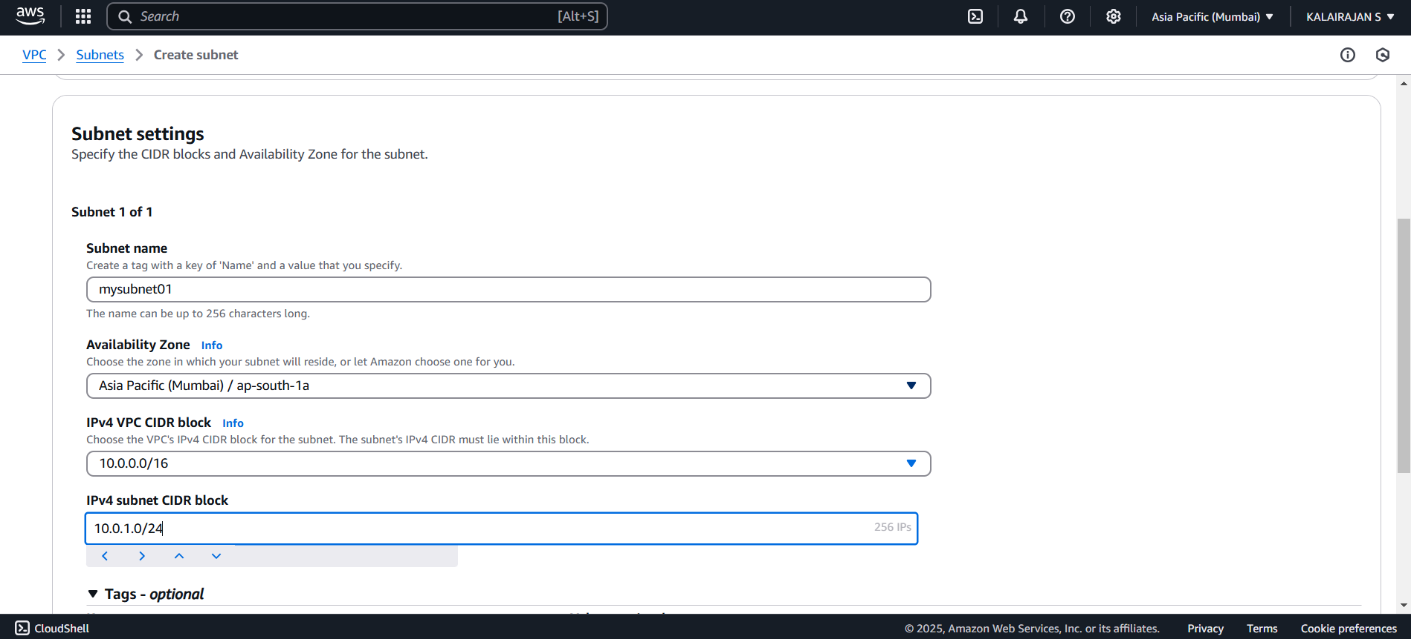 aws
Search
[Alt+S]
Asia Pacific (Mumbai)
KALAIRAJAN S
VPC
Subnets
Create subnet
Subnet settings
Specify the CIDR blocks and Availability Zone for the subnet.
Subnet 1 of 1
Subnet name
Create a tag with a key of 'Name' and a value that you specify.
mysubnet01
The name can be up to 256 characters long.
Availability Zone Info
Choose the zone in which your subnet will reside, or let Amazon choose one for you.
Asia Pacific (Mumbai) / ap-south-1a
IPv4 VPC CIDR block Info
Choose the VPC's IPv4 CIDR block for the subnet. The subnet's IPv4 CIDR must lie within this block.
10.0.0.0/16
IPv4 subnet CIDR block
10.0.1.0/24 256 IPs
Tags - optional
CloudShell
© 2025, Amazon Web Services, Inc. or its affiliates. Privacy Terms Cookie preferences